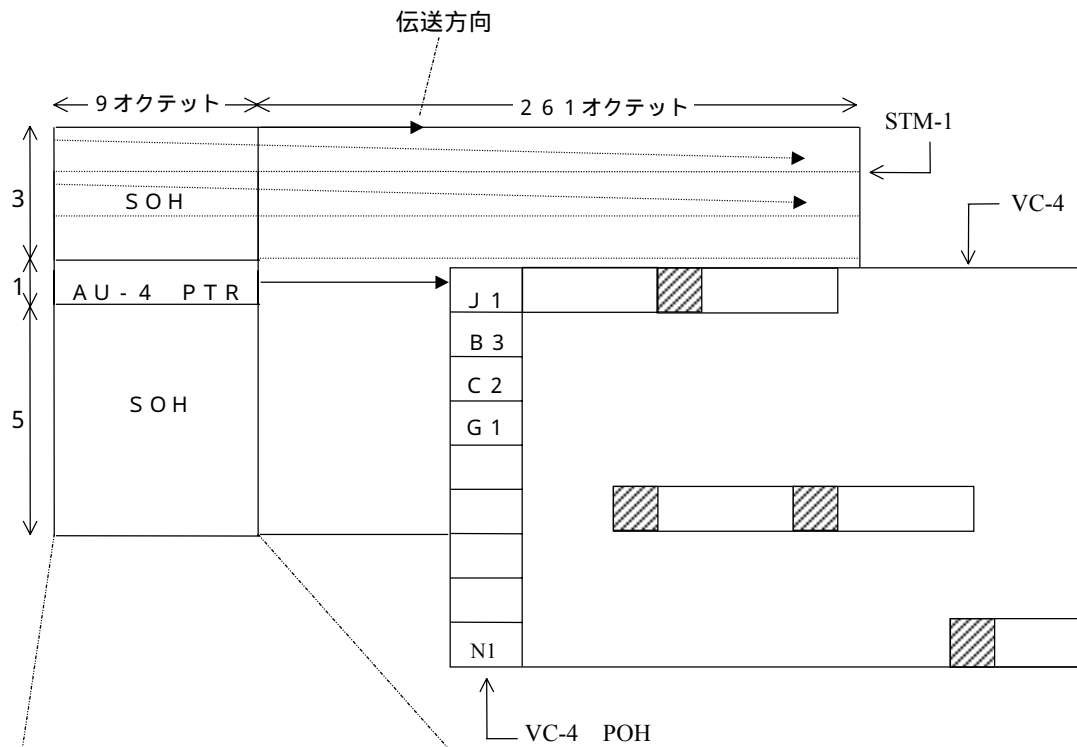 伝送方向
9オクテット
261オクテット
STM-1
3
SOH
VC-4
1
AU-4 PTR
J1
B3
C2
5
SOH
G1
N1
VC-4 POH